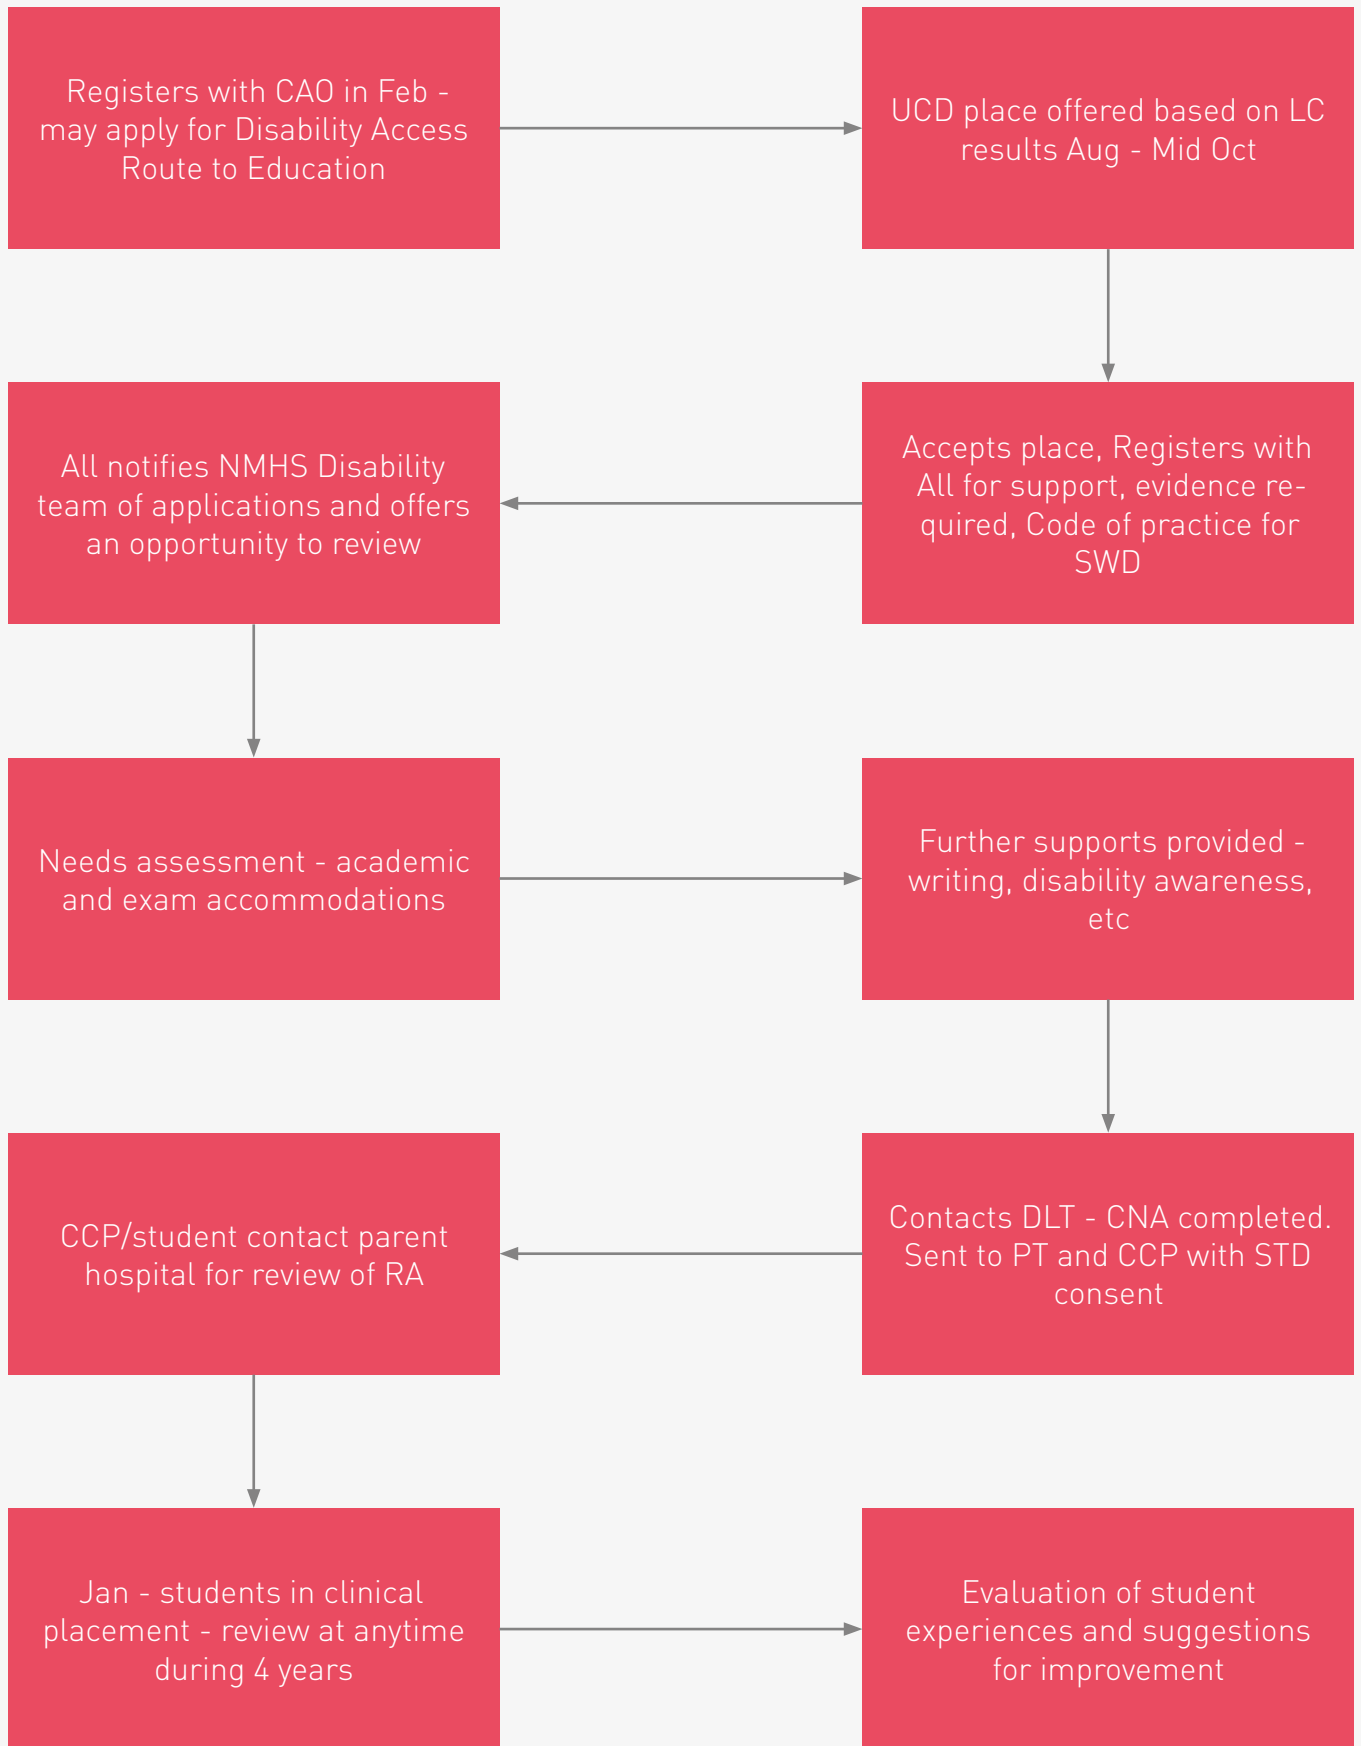 Registers with CAO in Feb -
may apply for Disability Access
Route to Education
UCD place offered based on LC
results Aug - Mid Oct
Accepts place, Registers with
All for support, evidence re-
quired, Code of practice for
SWD
All notifies NMHS Disability
team of applications and offers
an opportunity to review
Needs assessment - academic
and exam accommodations
Further supports provided -
writing, disability awareness,
etc
Contacts DLT - CNA completed.
Sent to PT and CCP with STD
consent
CCP/student contact parent
hospital for review of RA
Jan - students in clinical
placement - review at anytime
during 4 years
Evaluation of student
experiences and suggestions
for improvement